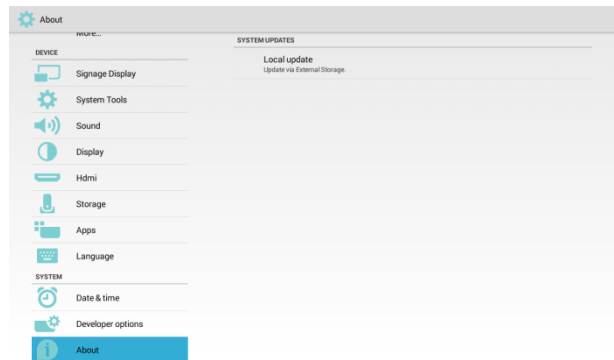 About
More...
DEVICE
Signage Display
System Tools
Sound
Display
Hdmi
Storage
Apps
Language
SYSTEM
Date & time
Developer options
About
SYSTEM UPDATES
Local update
Update via External Storage.